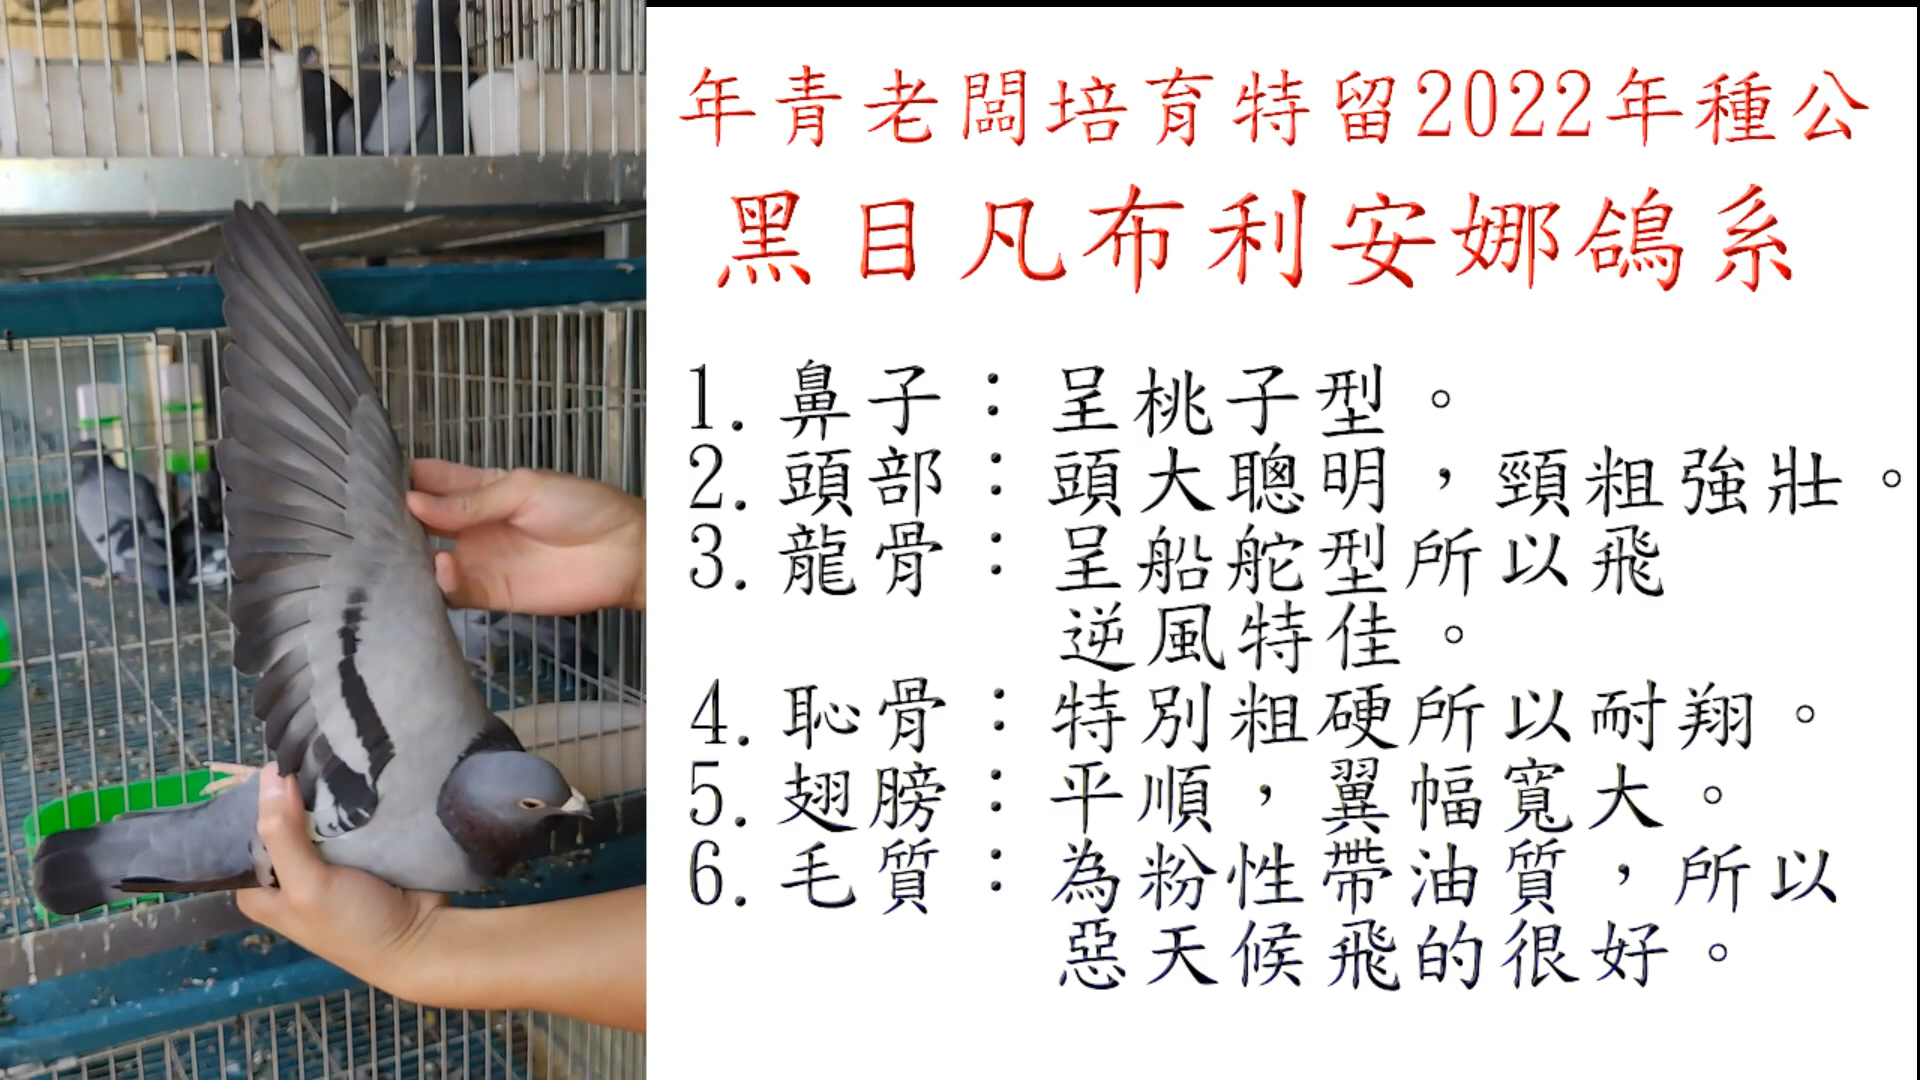 年青老闆培育特留2022年種公
黑目凡布利安娜鴿系
1.鼻子：呈桃子型。
2.頭部：頭大聰明，頸粗強壯。
3.龍骨：呈船舵型所以飛
逆風特佳。
4.恥骨：特別粗硬所以耐翔。
5.翅膀：平順，翼幅寬大。
6.毛質：為粉性帶油質，所以
惡天候飛的很好。